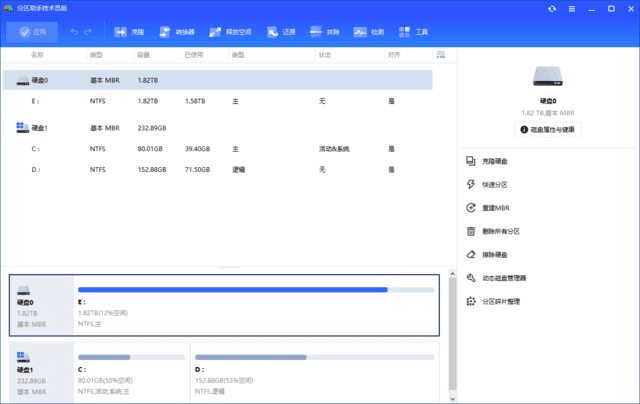 分区助手技术员版
应用 克隆 转换器 释放空间 还原 抹除 检测 工具
名称 类型 容量 已使用 类型 状态 对齐
硬盘0 基本 MBR 1.82TB
E： NTFS 1.82TB 1.58TB 主 无 是
硬盘1 基本 MBR 232.89GB
C： NTFS 80.01GB 39.40GB 主 活动&系统 是
D： NTFS 152.88GB 71.50GB 逻辑 无 是
硬盘0
1.82 TB,基本 MBR
磁盘属性与健康
克隆硬盘
快速分区
重建MBR
删除所有分区
擦除硬盘
动态磁盘管理器
分区碎片整理
硬盘0
1.82TB
基本 MBR
E：
1.82TB(12%空闲)
NTFS,主
硬盘1
232.89GB
基本 MBR
C：
80.01GB(50%空闲)
NTFS,活动,系统,主
D：
152.88GB(53%空闲)
NTFS,逻辑